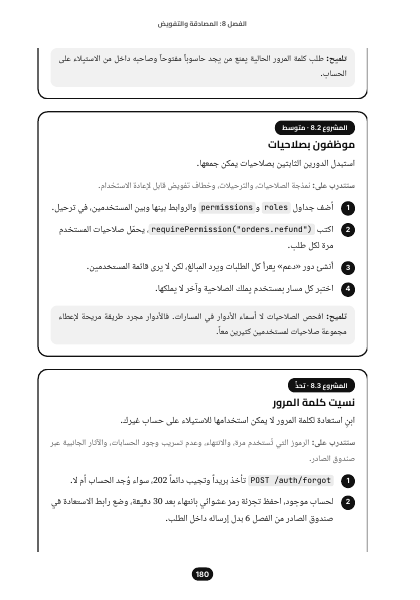 الفصل 8: المصادقة والتفويض
تلميح: طلب كلمة المرور الحالية يمنع من يجد حاسوباً مفتوحاً وصاحبه داخل من الاستيلاء على
الحساب.
المشروع 8.2 · متوسط
موظفون بصلاحيات
استبدل الدورين الثابتين بصلاحيات يمكن جمعها.
ستتدرب على: نمذجة الصلاحيات، والترحيلات، وخطاف تفويض قابل لإعادة الاستخدام.
1 أضف جداول roles و permissions والروابط بينها وبين المستخدمين، في ترحيل.
2 اكتب requirePermission("orders.refund")‎، يحمّل صلاحيات المستخدم
مرة لكل طلب.
3 أنشئ دور «دعم» يقرأ كل الطلبات ويرد المبالغ، لكن لا يرى قائمة المستخدمين.
4 اختبر كل مسار بمستخدم يملك الصلاحية وآخر لا يملكها.
تلميح: افحص الصلاحيات لا أسماء الأدوار في المسارات. فالأدوار مجرد طريقة مريحة لإعطاء
مجموعة صلاحيات لمستخدمين كثيرين معاً.
المشروع 8.3 · تحدٍّ
نسيت كلمة المرور
ابنِ استعادة لكلمة المرور لا يمكن استخدامها للاستيلاء على حساب غيرك.
ستتدرب على: الرموز التي تُستخدم مرة، والانتهاء، وعدم تسريب وجود الحسابات، والآثار الجانبية عبر
صندوق الصادر.
1 POST /auth/forgot تأخذ بريداً وتجيب دائماً 202، سواء وُجد الحساب أم لا.
2 لحساب موجود، احفظ تجزئة رمز عشوائي بانتهاء بعد 30 دقيقة، وضع رابط الاستعادة في
صندوق الصادر من الفصل 6 بدل إرساله داخل الطلب.
180